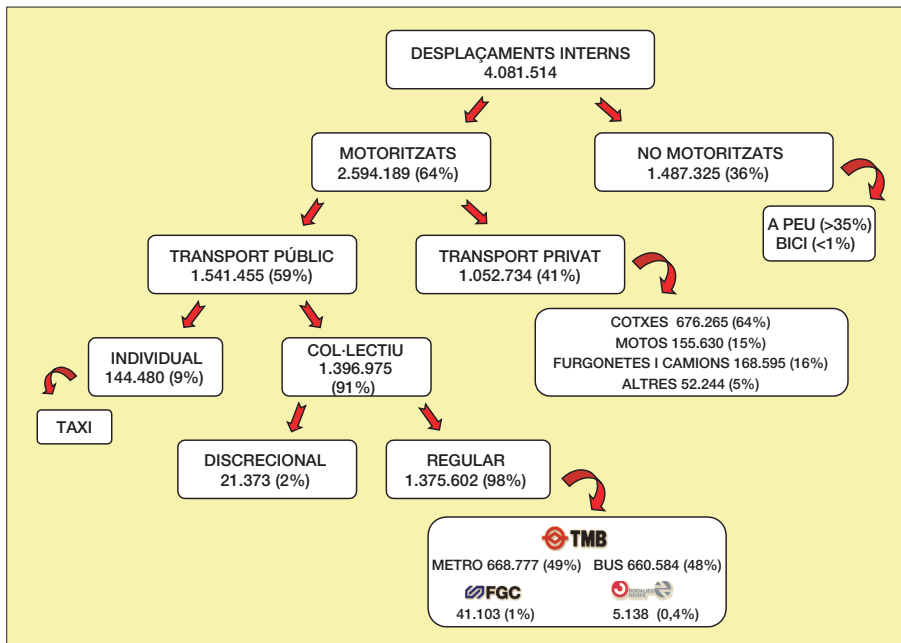 DESPLAÇAMENTS INTERNS
4.081.514
MOTORITZATS
2.594.189 (64%)
NO MOTORITZATS
1.487.325 (36%)
A PEU (>35%)
BICI (<1%)
TRANSPORT PÚBLIC
1.541.455 (59%)
TRANSPORT PRIVAT
1.052.734 (41%)
COTXES 676.265 (64%)
MOTOS 155.630 (15%)
FURGONETES I CAMIONS 168.595 (16%)
ALTRES 52.244 (5%)
INDIVIDUAL
144.480 (9%)
COL·LECTIU
1.396.975
(91%)
TAXI
DISCRECIONAL
21.373 (2%)
REGULAR
1.375.602 (98%)
TMB
METRO 668.777 (49%) BUS 660.584 (48%)
FGC
RODALIES
RENFE
41.103 (1%) 5.138 (0,4%)